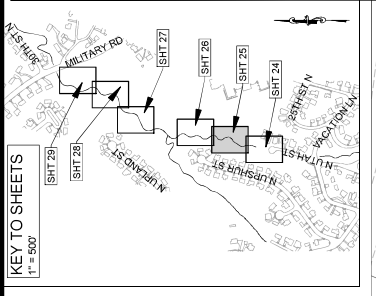 KEY TO SHEETS
1" = 500'
30TH ST N
MILITARY RD
SHT 29
SHT 28
SHT 27
SHT 26
SHT 25
SHT 24
N UPLAND ST
N UPSHUR ST
N UTAH ST
25TH ST N
VACATION LN